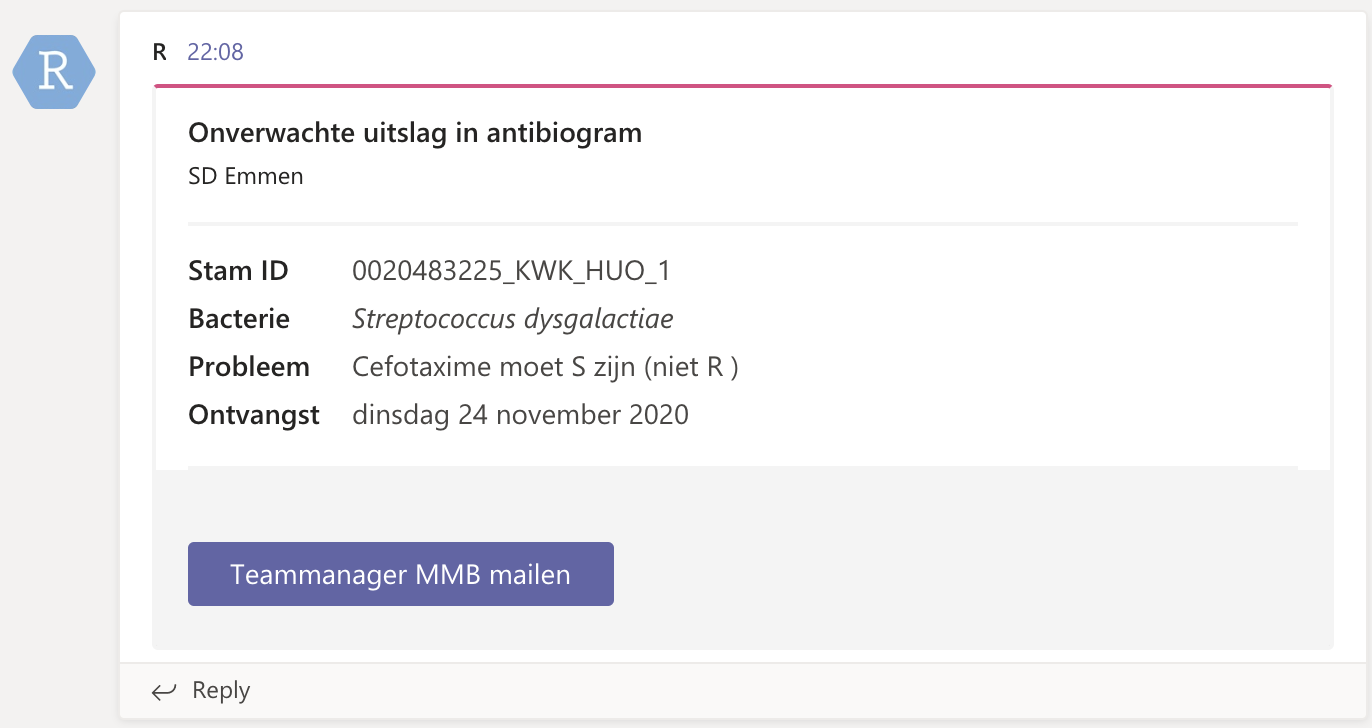 R
R 22:08
Onverwachte uitslag in antibiogram
SD Emmen
Stam ID 0020483225_KWK_HUO_1
Bacterie Streptococcus dysgalactiae
Probleem Cefotaxime moet S zijn (niet R )
Ontvangst dinsdag 24 november 2020
Teammanager MMB mailen
Reply